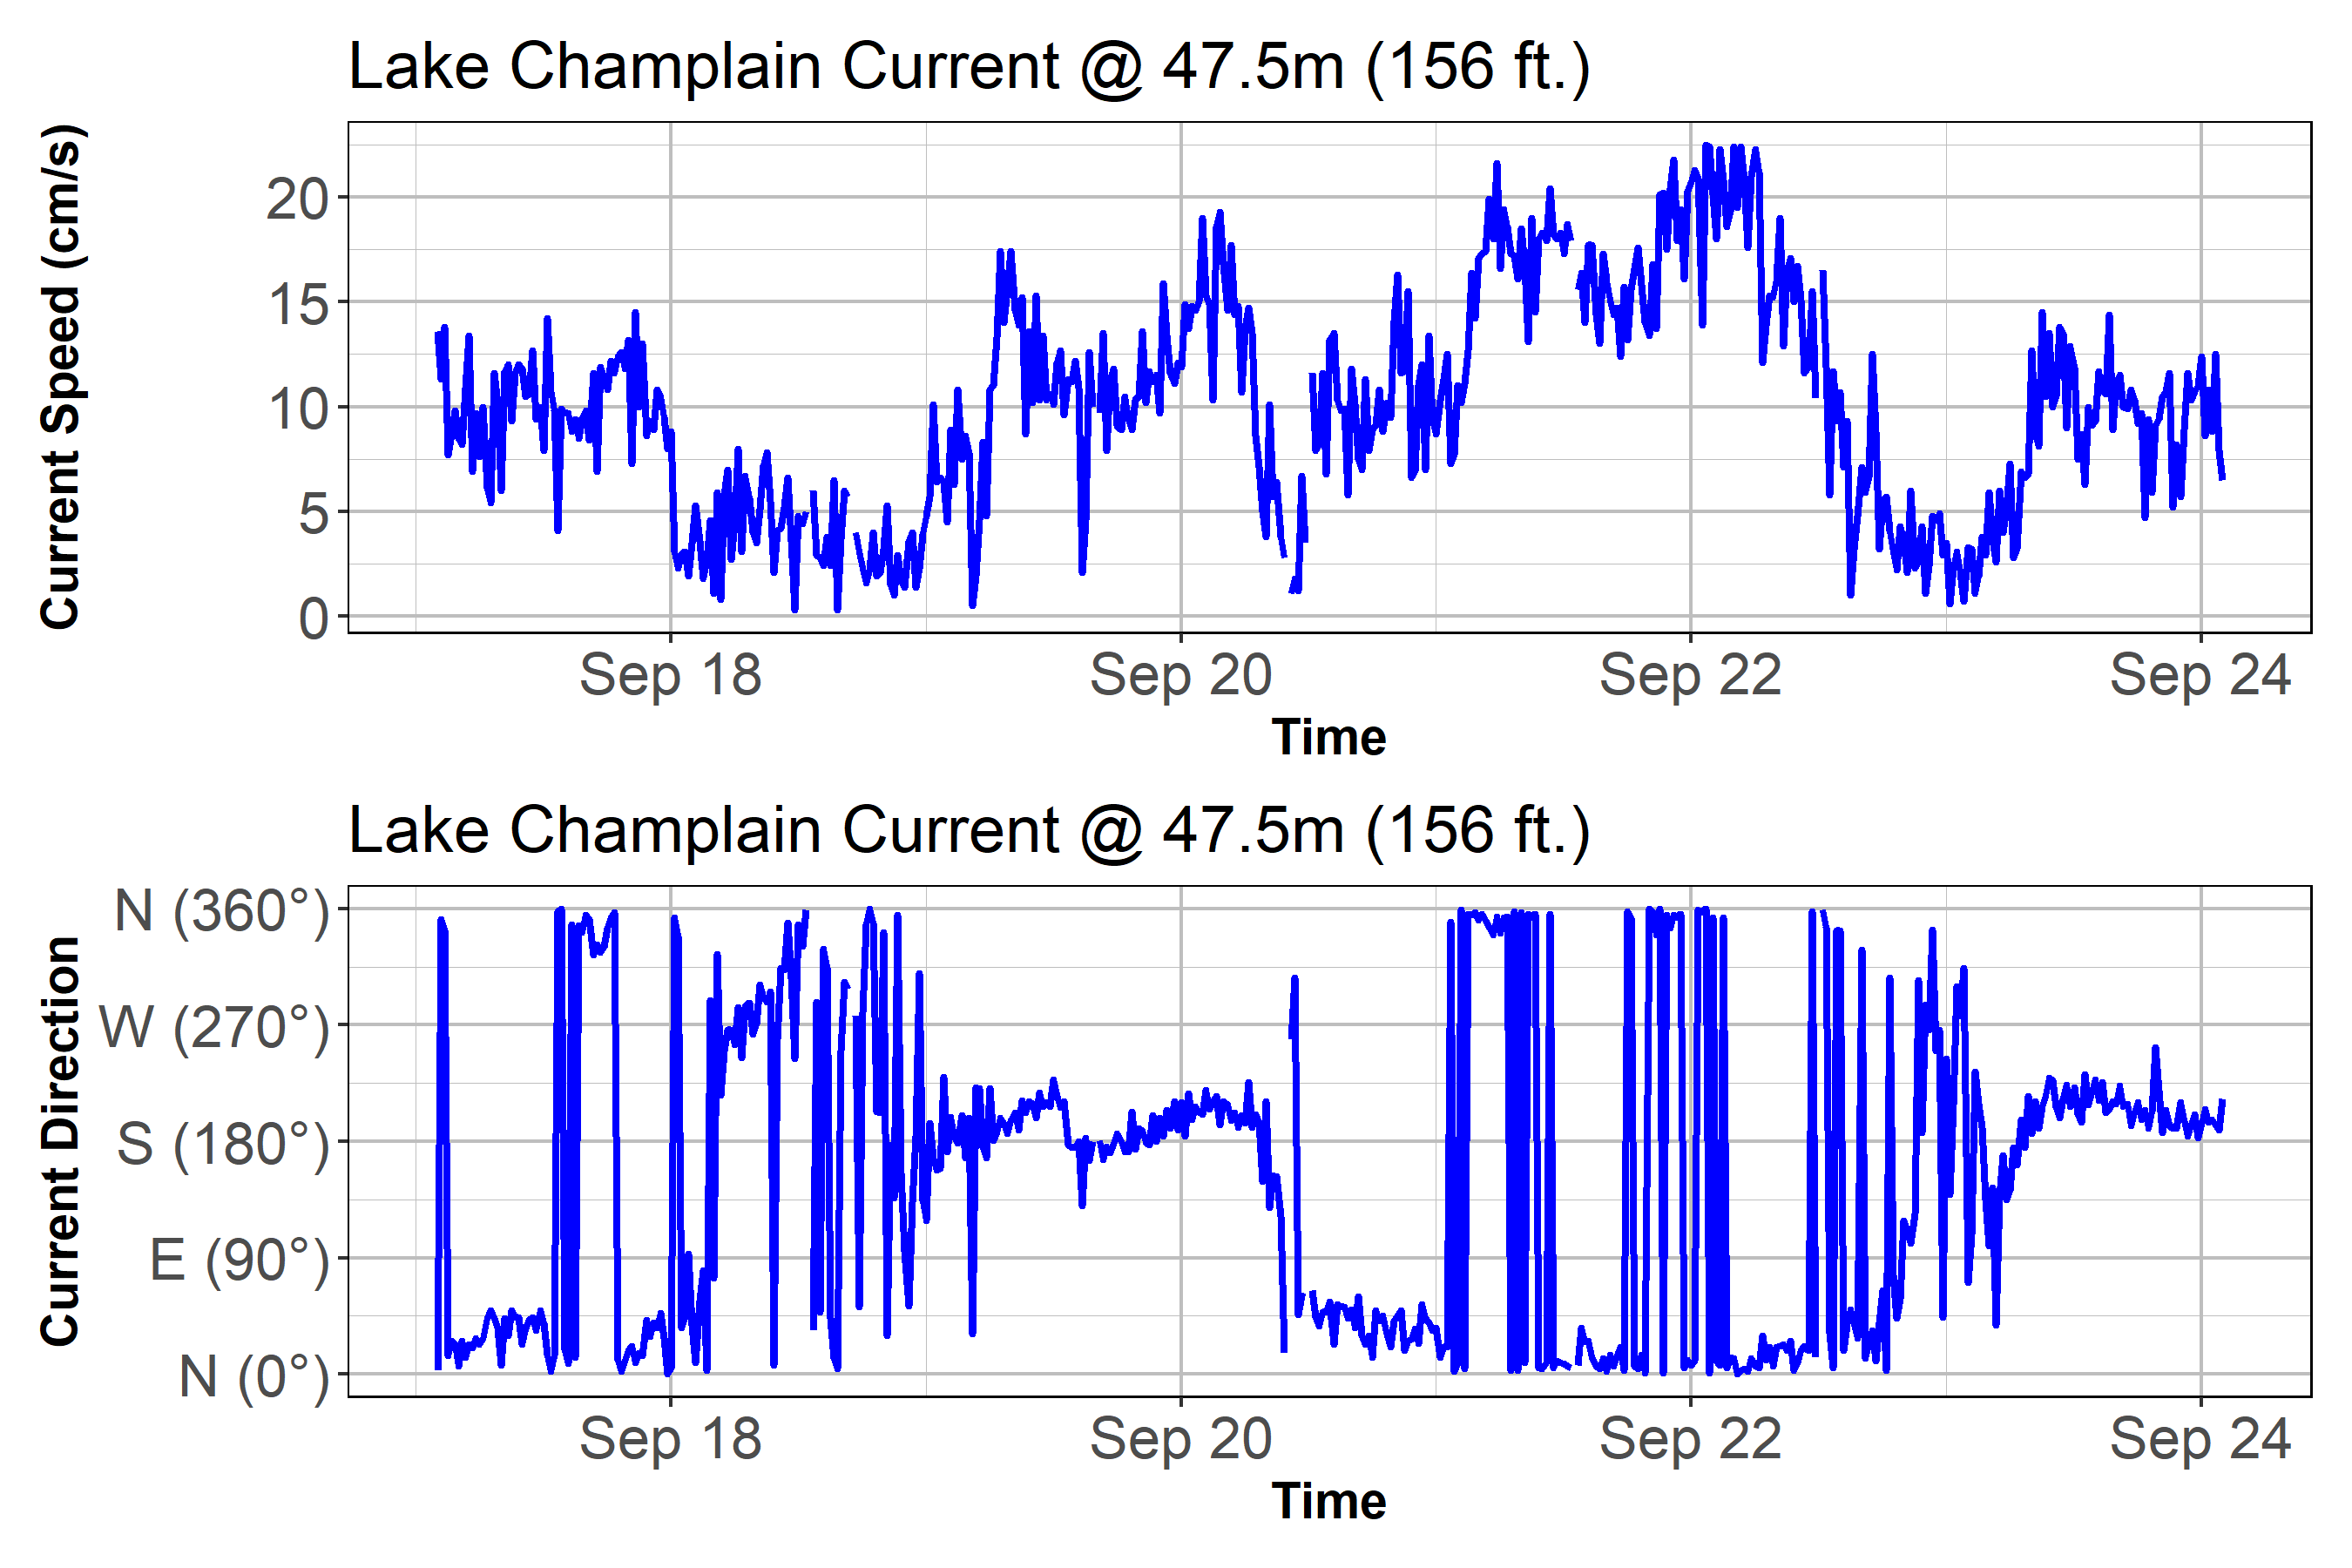 Lake Champlain Current @ 47.5m (156 ft.)
Current Speed (cm/s)
20
15
10
5
0
Sep 18 Sep 20 Sep 22 Sep 24
Time
Lake Champlain Current @ 47.5m (156 ft.)
Current Direction
N (360°)
W (270°)
S (180°)
E (90°)
N (0°)
Sep 18 Sep 20 Sep 22 Sep 24
Time